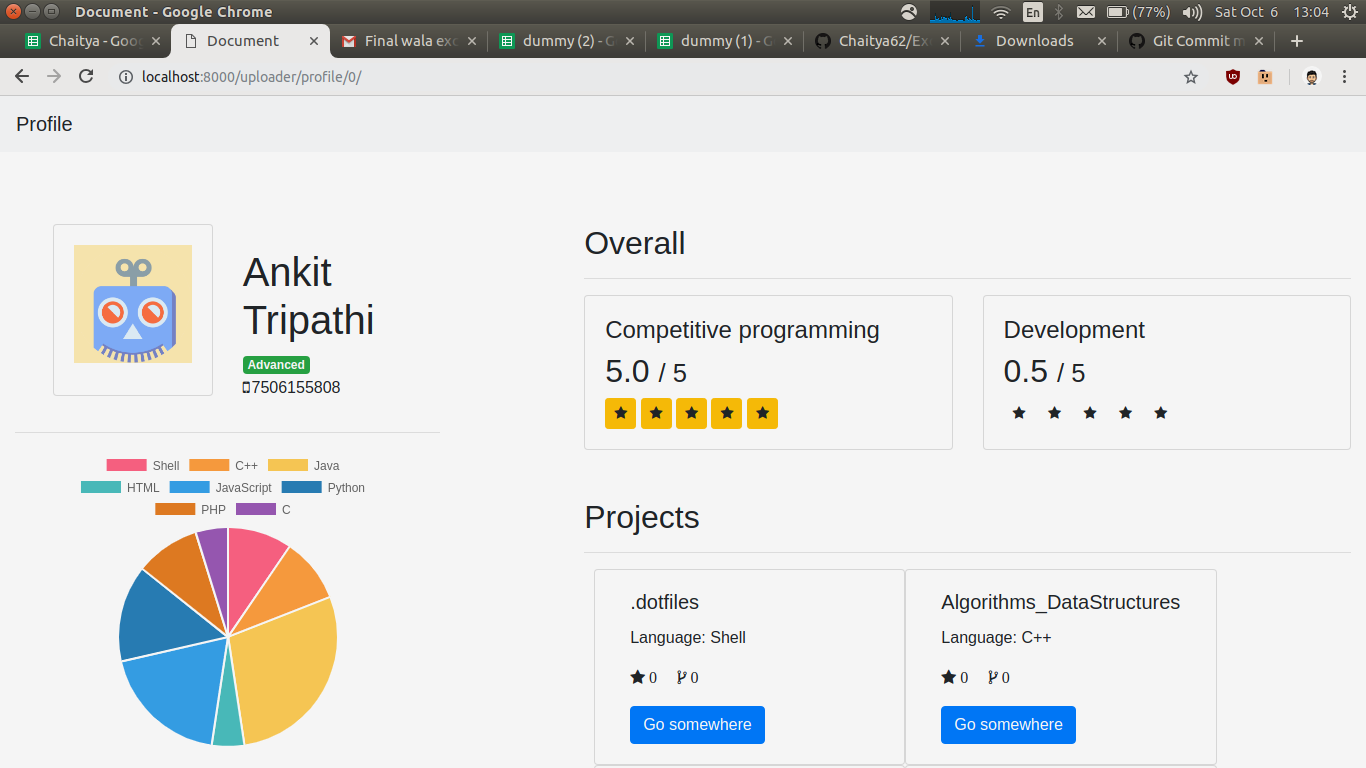 Document - Google Chrome
En
(77%)
Sat Oct 6
13:04
Chaitya - Goog
Document
Final wala exc
dummy (2) - G
dummy (1) - G
Chaitya62/Ex
Downloads
Git Commit m
localhost:8000/uploader/profile/0/
Profile
Ankit
Tripathi
Advanced
7506155808
Shell
C++
Java
HTML
JavaScript
Python
PHP
C
Overall
Competitive programming
5.0 / 5
Development
0.5 / 5
Projects
.dotfiles
Language: Shell
0
0
Go somewhere
Algorithms_DataStructures
Language: C++
0
0
Go somewhere